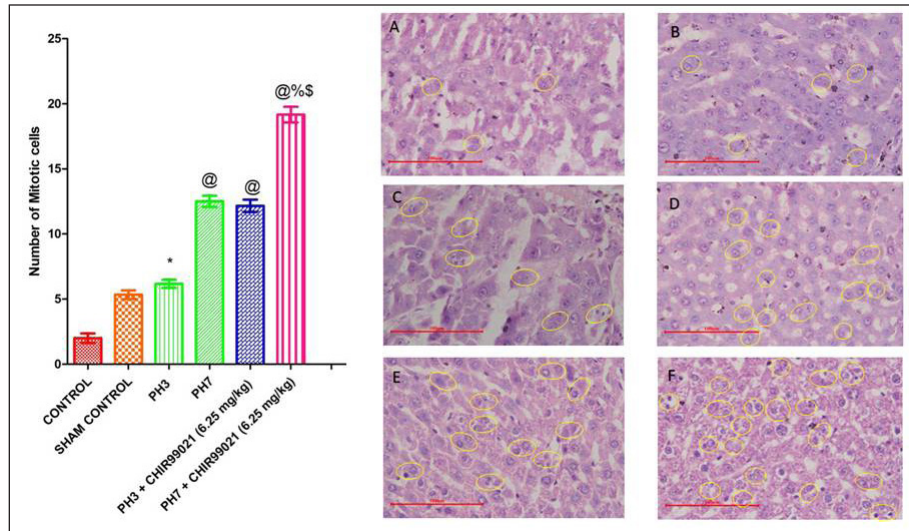 25
20
15
10
5
0
Number of Mitotic cells
*
@
@
@%$
CONTROL
SHAM CONTROL
PH3
PH7
PH3 + CHIR99021 (6.25 mg/kg)
PH7 + CHIR99021 (6.25 mg/kg)
A
B
C
D
E
F